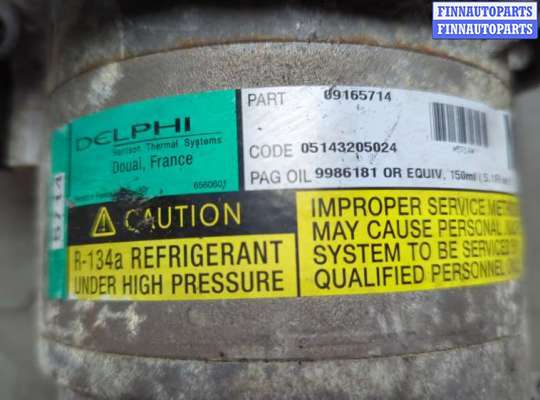 FINNAUTOPARTS
FINNAUTOPARTS
DELPHI
Harrison Thermal Systems
Douai, France
6560607
PART 09165714
CODE 05143205024
PAG OIL 9986181 OR EQUIV, 150ml
CAUTION
R-134a REFRIGERANT
UNDER HIGH PRESSURE
IMPROPER SERVICE
MAY CAUSE PERSONAL
SYSTEM TO BE SERVICED
QUALIFIED PERSONNEL